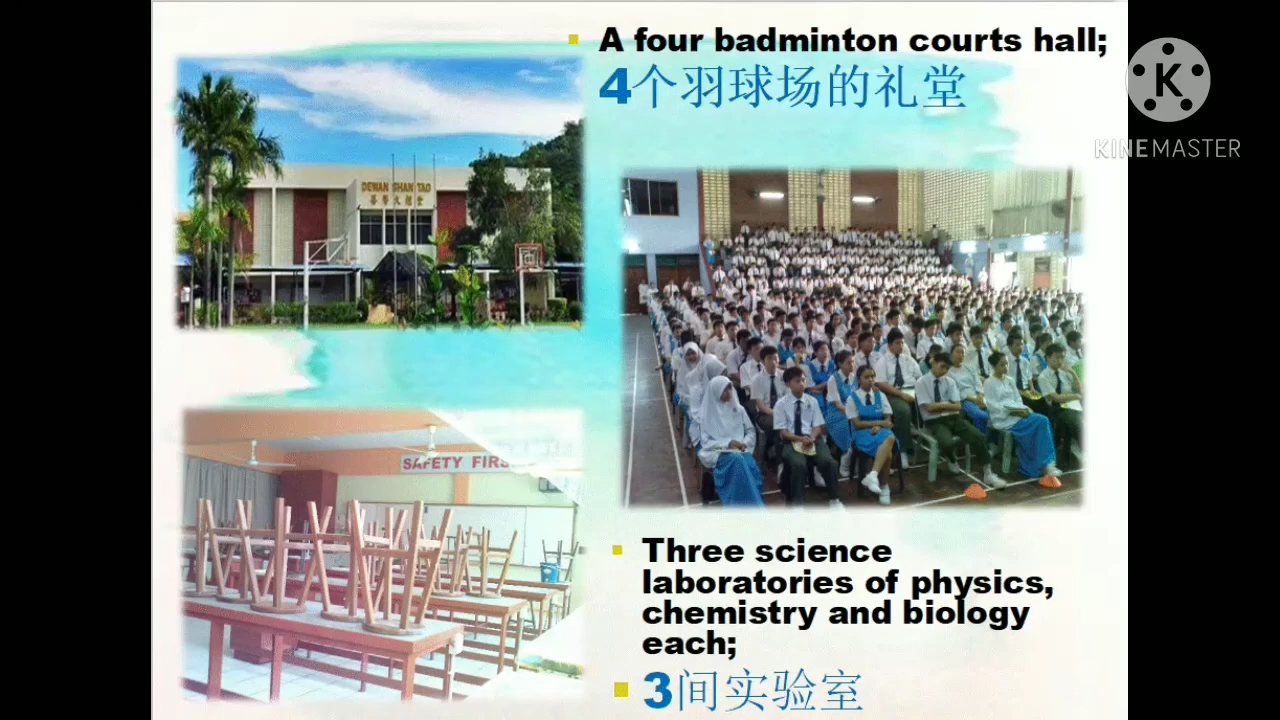 A four badminton courts hall;
4个羽球场的礼堂
K
KINEMASTER
DEWAN SHAN TAO
SAFETY FIRS
Three science
laboratories of physics,
chemistry and biology
each;
3间实验室